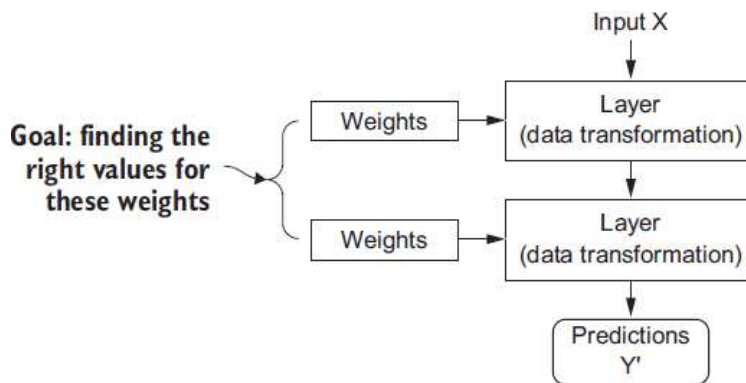 Input X
Layer
(data transformation)
Weights
Goal: finding the
right values for
these weights
Layer
(data transformation)
Weights
Predictions
Y'